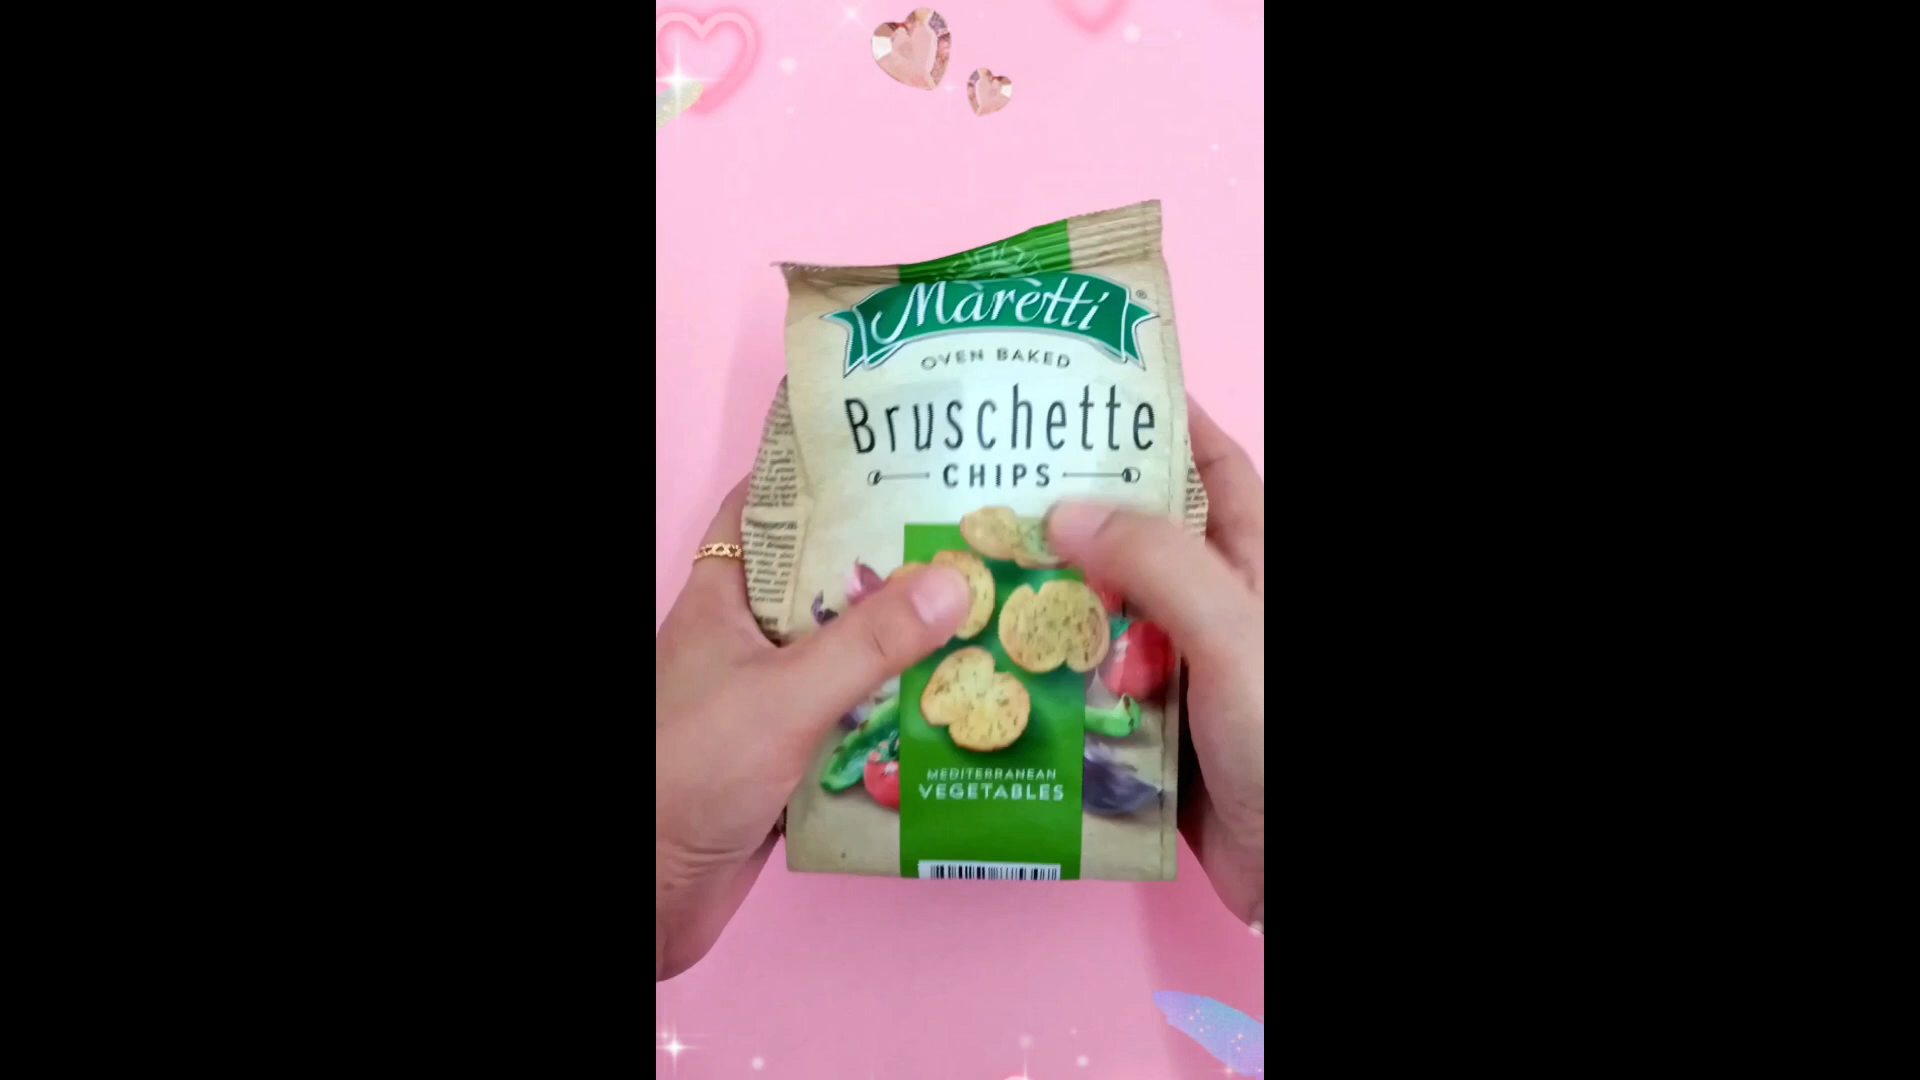 Maretti ®
OVEN BAKED
Bruschette
CHIPS
MEDITERRANEAN
VEGETABLES